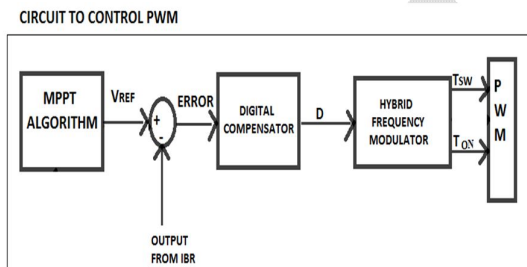 CIRCUIT TO CONTROL PWM
MPPT
ALGORITHM
VREF
+
-
ERROR
DIGITAL
COMPENSATOR
D
HYBRID
FREQUENCY
MODULATOR
TSW
TON
P
W
M
OUTPUT
FROM IBR